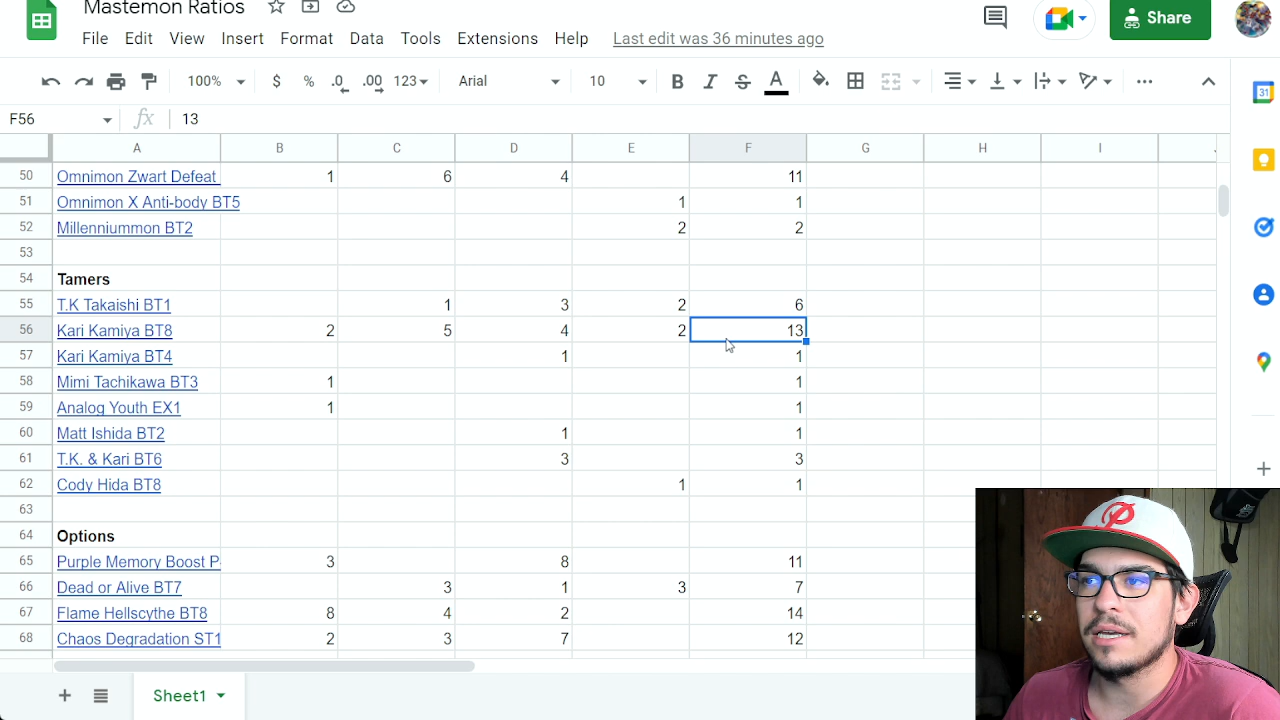 Mastemon Ratios
File Edit View Insert Format Data Tools Extensions Help Last edit was 36 minutes ago
Share
100% $ % .0 .00 123 Arial 10 B I S A
31
F56 fx 13
A B C D E F G H I
50 Omnimon Zwart Defeat 1 6 4 11
51 Omnimon X Anti-body BT5 1 1
52 Millenniummon BT2 2 2
53
54 Tamers
55 T.K Takaishi BT1 1 3 2 6
56 Kari Kamiya BT8 2 5 4 2 13
57 Kari Kamiya BT4 1 1
58 Mimi Tachikawa BT3 1 1
59 Analog Youth EX1 1 1
60 Matt Ishida BT2 1 1
61 T.K. & Kari BT6 3 3
62 Cody Hida BT8 1 1
63
64 Options
65 Purple Memory Boost P- 3 8 11
66 Dead or Alive BT7 3 1 3 7
67 Flame Hellscythe BT8 8 4 2 14
68 Chaos Degradation ST1 2 3 7 12
Sheet1